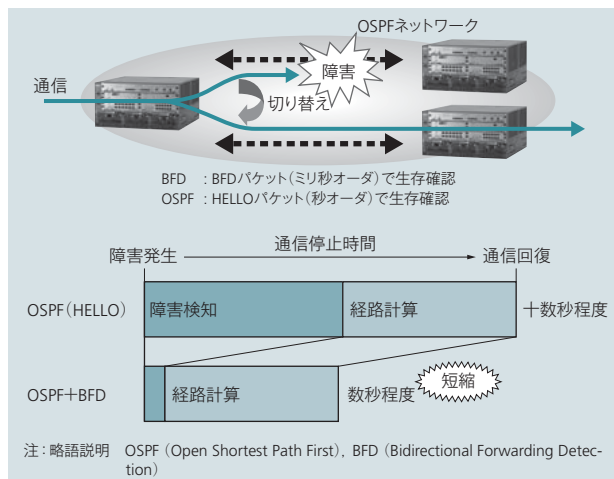 OSPFネットワーク
障害
通信
切り替え
BFD :BFDパケット(ミリ秒オーダ)で生存確認
OSPF :HELLOパケット(秒オーダ)で生存確認
通信停止時間
障害発生
通信回復
OSPF(HELLO)
障害検知
経路計算
十数秒程度
OSPF+BFD
経路計算
数秒程度
短縮
注:略語説明 OSPF(Open Shortest Path First),BFD(Bidirectional Forwarding Detec-
tion)